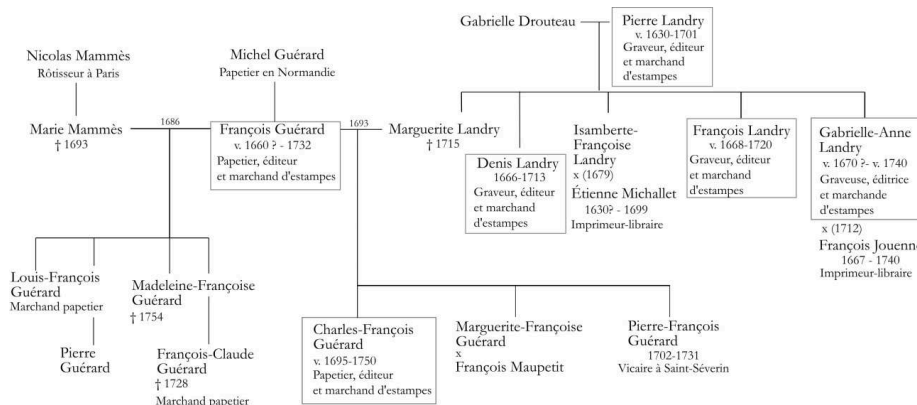 Gabrielle Drouteau
Pierre Landry
v. 1630-1701
Graveur, éditeur
et marchand
d'estampes
Nicolas Mammès
Rôtisseur à Paris
Michel Guérard
Papetier en Normandie
Marie Mammès
† 1693
1686
François Guérard
v. 1660 ? - 1732
Papetier, éditeur
et marchand d'estampes
1693
Marguerite Landry
† 1715
Denis Landry
1666-1713
Graveur, éditeur
et marchand
d'estampes
Isamberte-
Françoise
Landry
x (1679)
Étienne Michallet
1630? - 1699
Imprimeur-libraire
François Landry
v. 1668-1720
Graveur, éditeur
et marchand
d'estampes
Gabrielle-Anne
Landry
v. 1670 ?- v. 1740
Graveuse, éditrice
et marchande
d'estampes
x (1712)
François Jouenne
1667 - 1740
Imprimeur-libraire
Louis-François
Guérard
Marchand papetier
Pierre
Guérard
Madeleine-Françoise
Guérard
† 1754
François-Claude
Guérard
† 1728
Marchand papetier
Charles-François
Guérard
v. 1695-1750
Papetier, éditeur
et marchand d'estampes
Marguerite-Françoise
Guérard
x
François Maupetit
Pierre-François
Guérard
1702-1731
Vicaire à Saint-Séverin